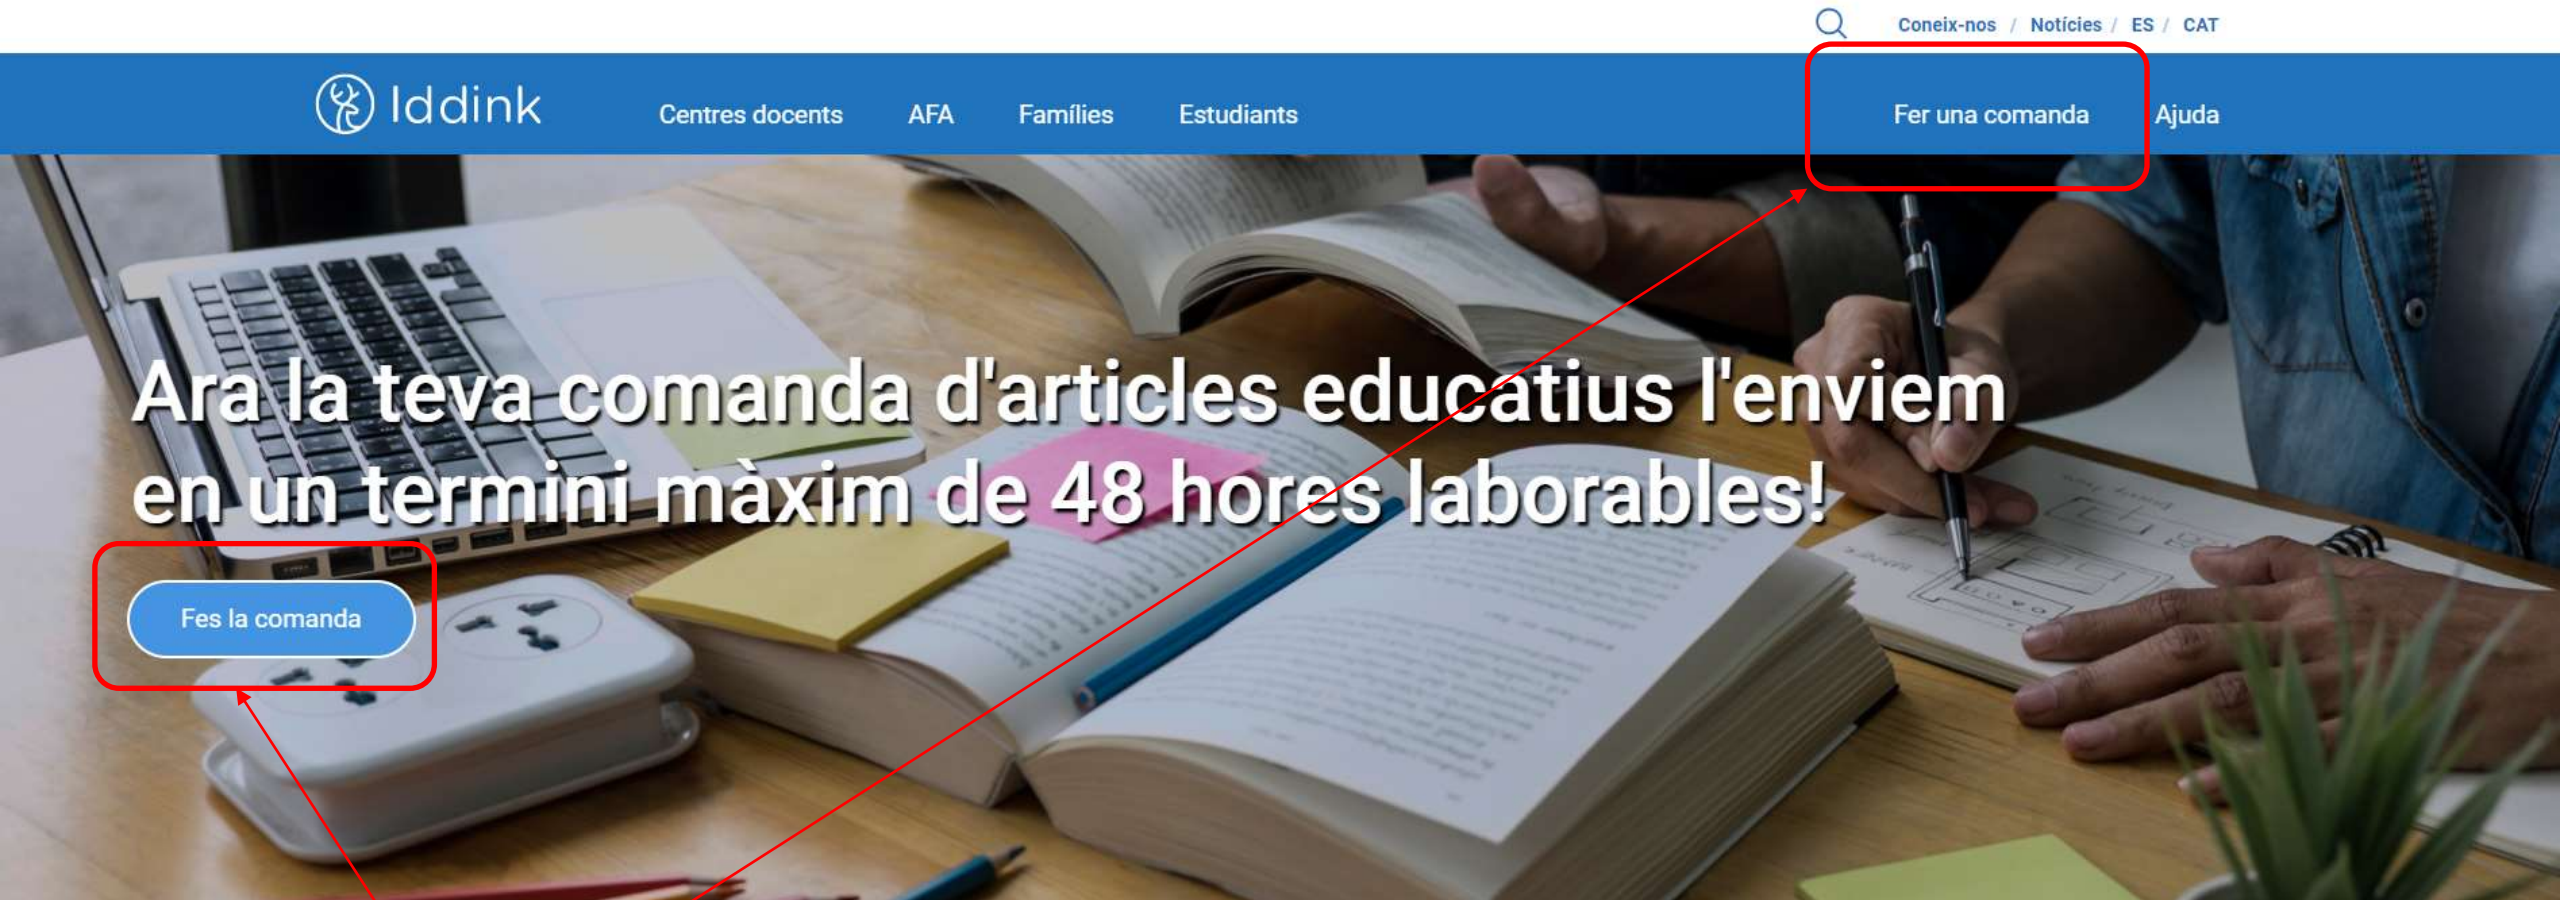 Coneix-nos / Notícies / ES / CAT
Iddink
Centres docents
AFA
Famílies
Estudiants
Fer una comanda
Ajuda
Ara la teva comanda d'articles educatius l'enviem
en un termini màxim de 48 hores laborables!
Fes la comanda